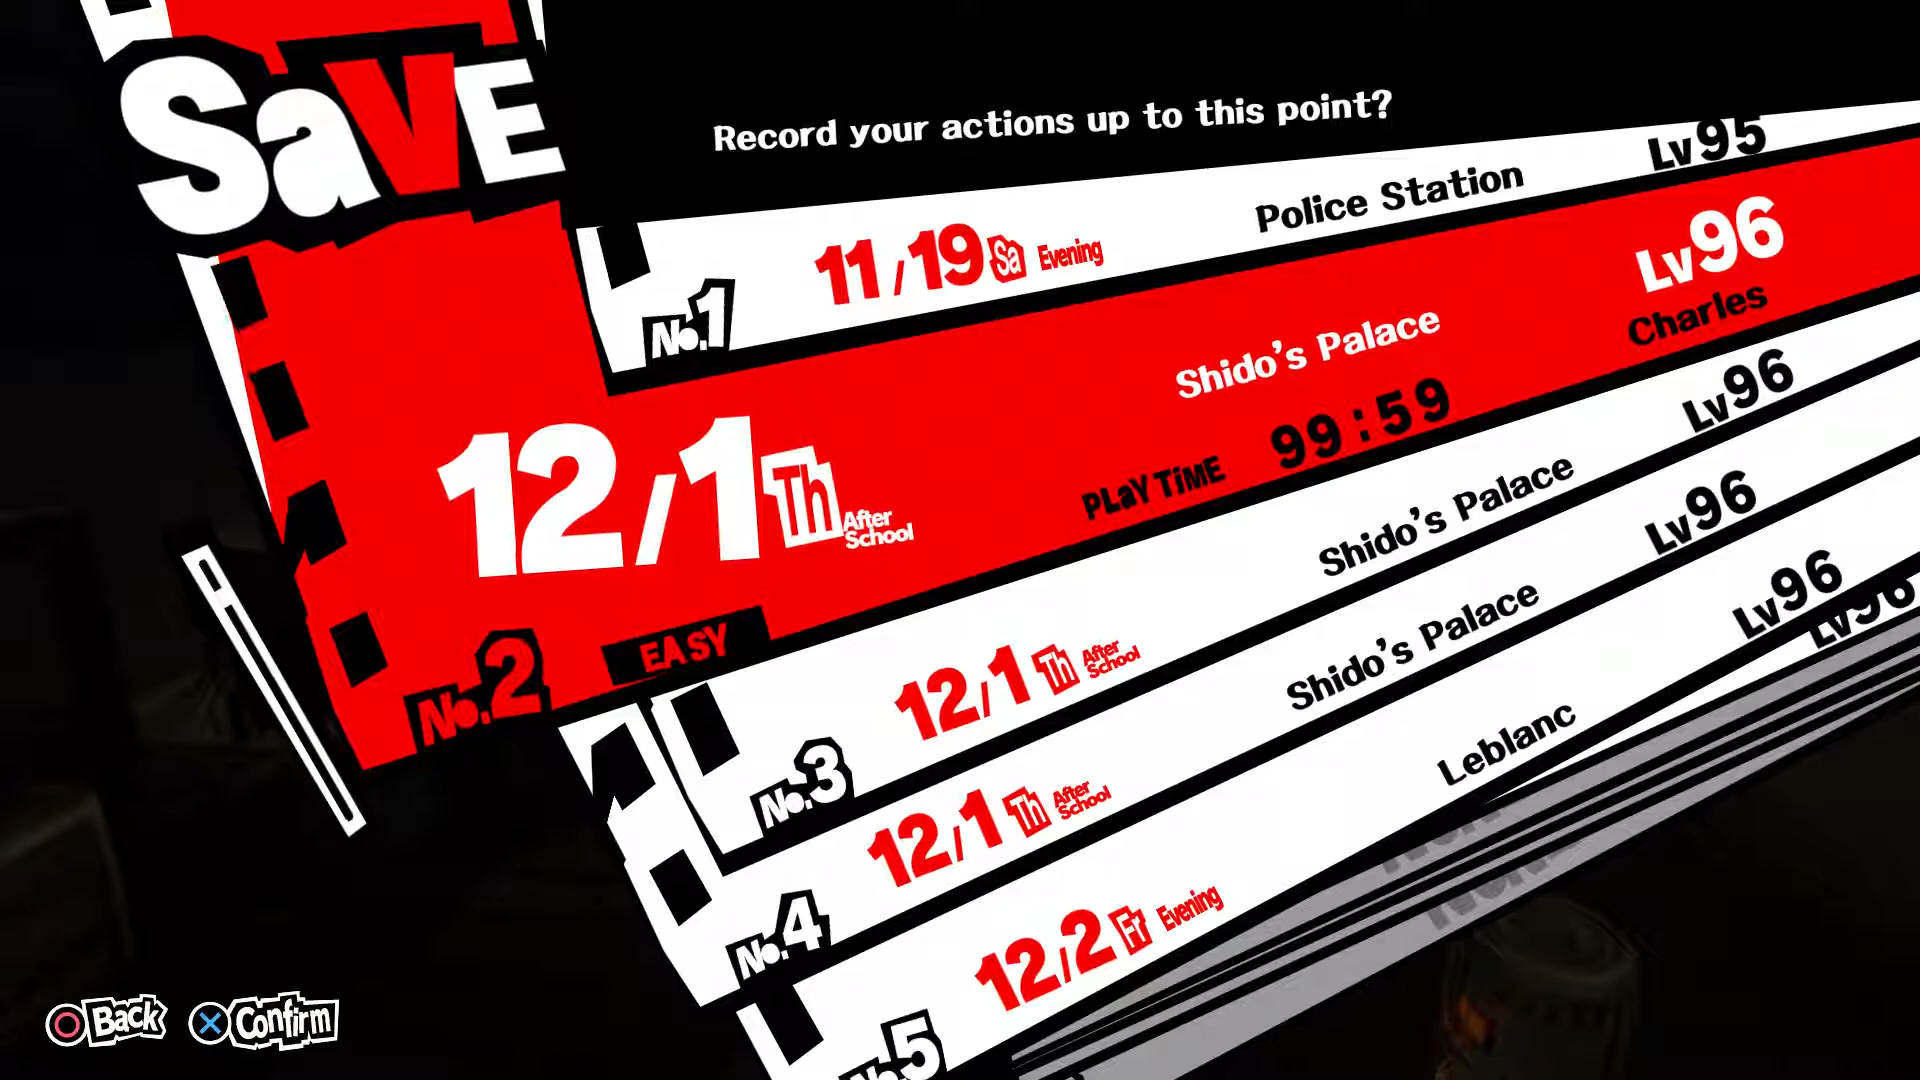 SaVE
Record your actions up to this point?
No.1 11/19 Sa Evening Police Station Lv95
No.2 12/1 Th After School Shido's Palace Lv96
EASY PLaY TiME 99:59 Charles
No.3 12/1 Th After School Shido's Palace Lv96
No.4 12/1 Th After School Shido's Palace Lv96
No.5 12/2 Fr Evening Leblanc Lv96
Lv96
Back Confirm